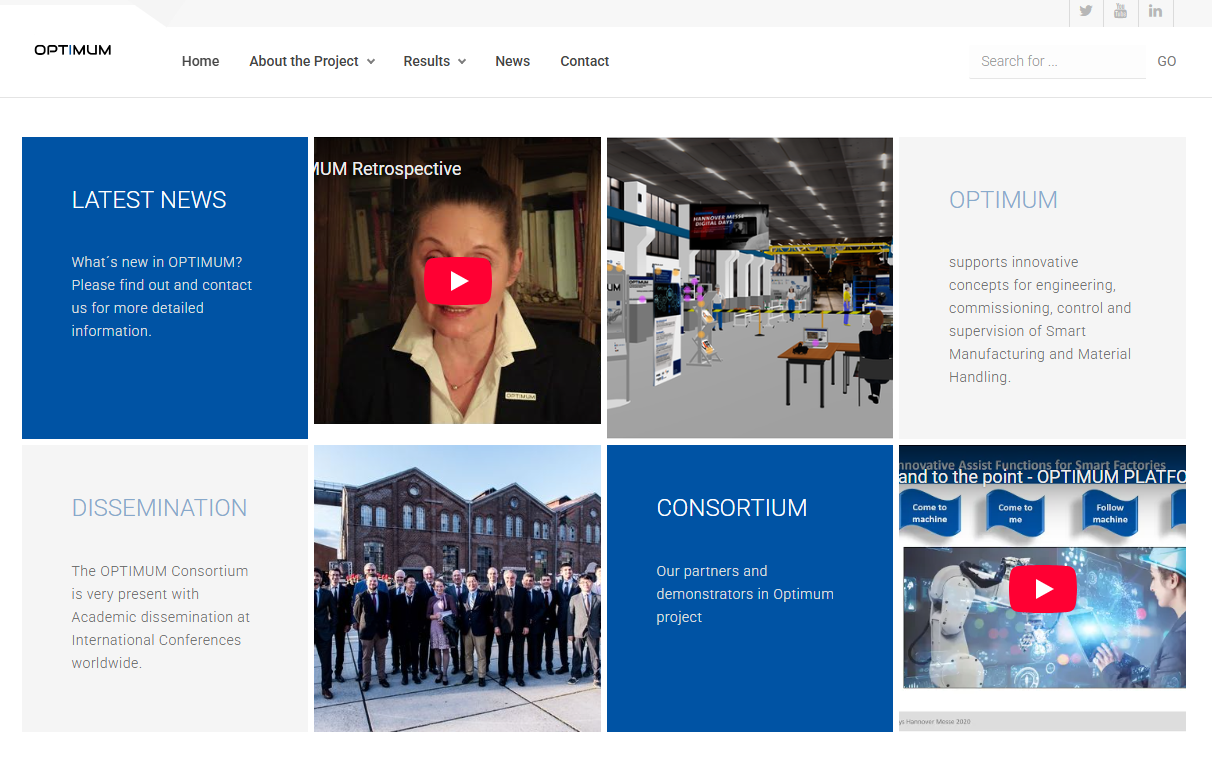 OPTIMUM
Home
About the Project
Results
News
Contact
Search for ...
GO
LATEST NEWS
What´s new in OPTIMUM?
Please find out and contact
us for more detailed
information.
MUM Retrospective
OPTIMUM
HANNOVER MESSE
DIGITAL DAYS
OPTIMUM
supports innovative
concepts for engineering,
commissioning, control and
supervision of Smart
Manufacturing and Material
Handling.
DISSEMINATION
The OPTIMUM Consortium
is very present with
Academic dissemination at
International Conferences
worldwide.
CONSORTIUM
Our partners and
demonstrators in Optimum
project
nnovative Assist Functions for Smart Factories
and to the point - OPTIMUM PLATFO
Come to
machine
Come to
me
Follow
machine
ys Hannover Messe 2020